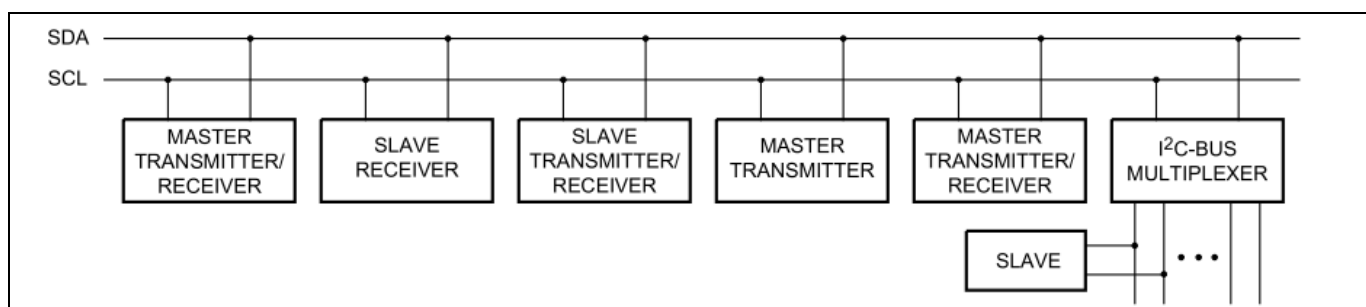 SDA
SCL
MASTER
TRANSMITTER/
RECEIVER
SLAVE
RECEIVER
SLAVE
TRANSMITTER/
RECEIVER
MASTER
TRANSMITTER
MASTER
TRANSMITTER/
RECEIVER
I²C-BUS
MULTIPLEXER
SLAVE